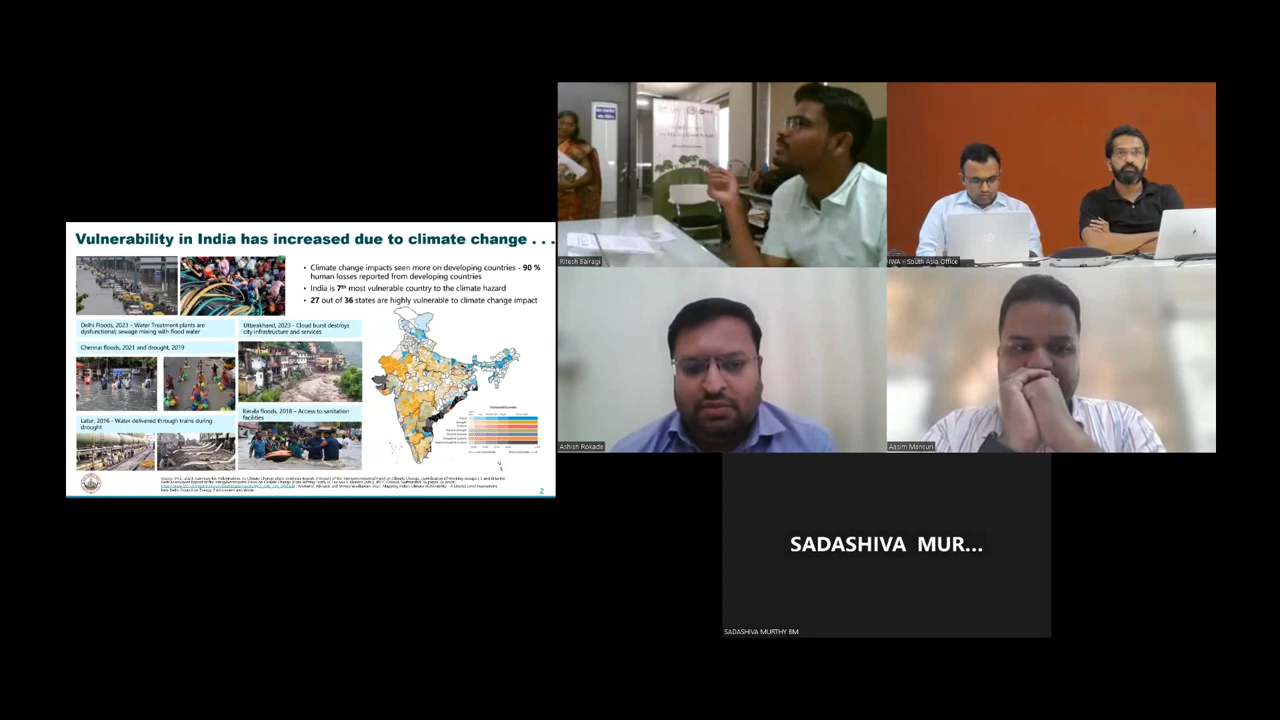 Vulnerability in India has increased due to climate change . . .
• Climate change impacts seen more on developing countries - 90 %
human losses reported from developing countries
• India is 7th most vulnerable country to the climate hazard
• 27 out of 36 states are highly vulnerable to climate change impact
Delhi Floods, 2023 – Water Treatment plants are
dysfunctional; sewage mixing with flood water
Uttarakhand, 2023 - Cloud burst destroys
city infrastructure and services
Chennai floods, 2021 and drought, 2019
Kerala floods, 2018 – Access to sanitation
facilities
Latur, 2016 - Water delivered through trains during
drought
Vulnerability Index
2
Ritesh Bairagi
IWA - South Asia Office
Ashish Rokade
Aasim Mansuri
SADASHIVA MUR...
SADASHIVA MURTHY BM